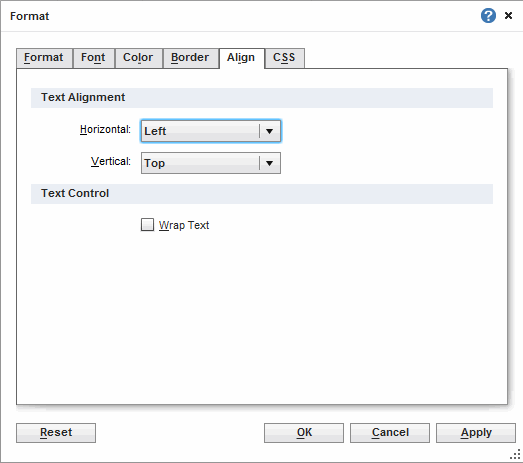 Format ? ×
Format Font Color Border Align CSS
Text Alignment
Horizontal: Left
Vertical: Top
Text Control
Wrap Text
Reset OK Cancel Apply